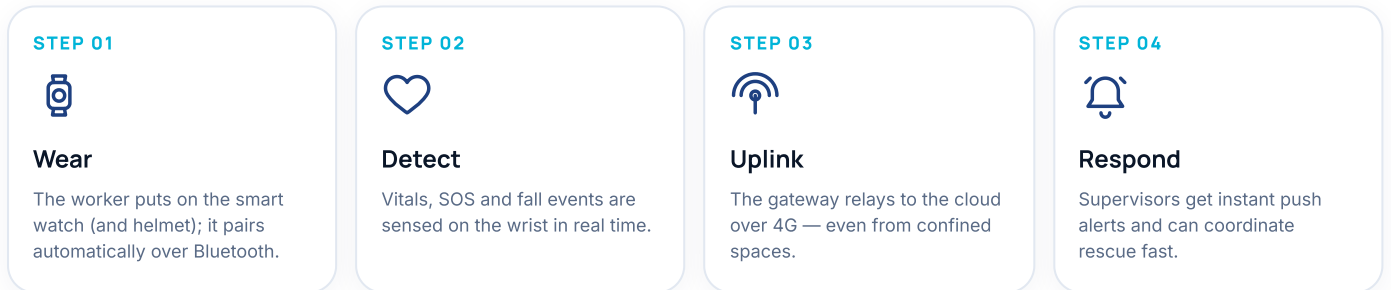 STEP 01
Wear
The worker puts on the smart
watch (and helmet); it pairs
automatically over Bluetooth.
STEP 02
Detect
Vitals, SOS and fall events are
sensed on the wrist in real time.
STEP 03
Uplink
The gateway relays to the cloud
over 4G — even from confined
spaces.
STEP 04
Respond
Supervisors get instant push
alerts and can coordinate
rescue fast.